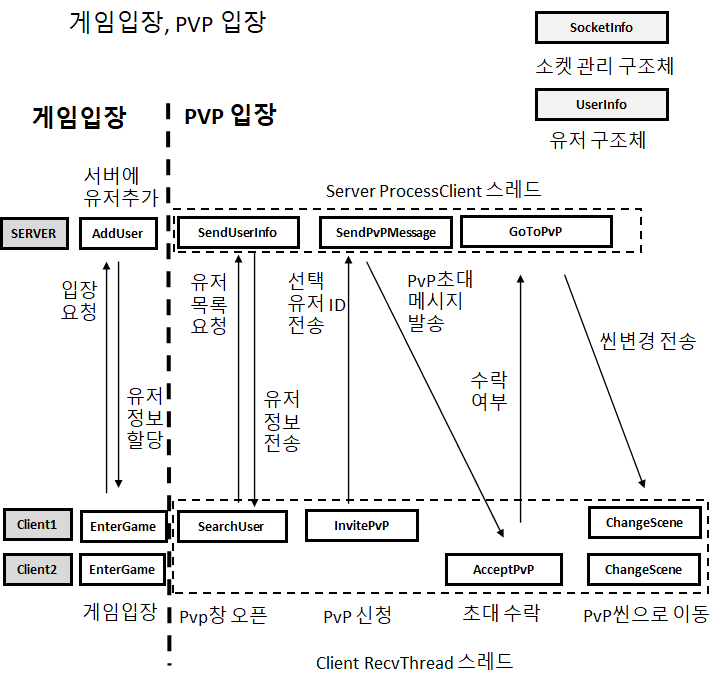 게임입장, PVP 입장
SocketInfo
소켓 관리 구조체
UserInfo
유저 구조체
게임입장
PVP 입장
서버에
유저추가
Server ProcessClient 스레드
SERVER
AddUser
SendUserInfo
SendPvPMessage
GoToPvP
입장
요청
유저
목록
요청
선택
유저 ID
전송
PvP초대
메시지
발송
씬변경 전송
유저
정보
할당
유저
정보
전송
수락
여부
Client1
EnterGame
SearchUser
InvitePvP
ChangeScene
Client2
EnterGame
AcceptPvP
ChangeScene
게임입장
Pvp창 오픈
PvP 신청
초대 수락
PvP씬으로 이동
Client RecvThread 스레드